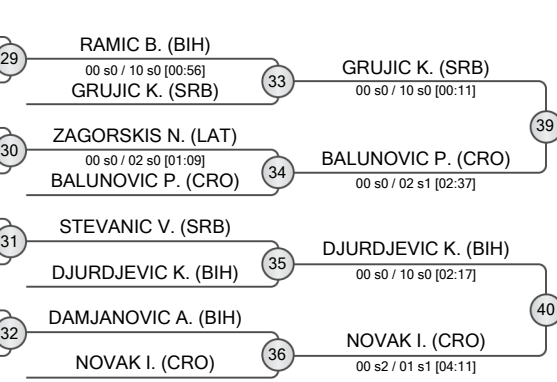 29
RAMIC B. (BIH)
00 s0 / 10 s0 [00:56]
GRUJIC K. (SRB)
33
GRUJIC K. (SRB)
00 s0 / 10 s0 [00:11]
39
30
ZAGORSKIS N. (LAT)
00 s0 / 02 s0 [01:09]
BALUNOVIC P. (CRO)
34
BALUNOVIC P. (CRO)
00 s0 / 02 s1 [02:37]
31
STEVANIC V. (SRB)
DJURDJEVIC K. (BIH)
35
DJURDJEVIC K. (BIH)
00 s0 / 10 s0 [02:17]
40
32
DAMJANOVIC A. (BIH)
NOVAK I. (CRO)
36
NOVAK I. (CRO)
00 s2 / 01 s1 [04:11]